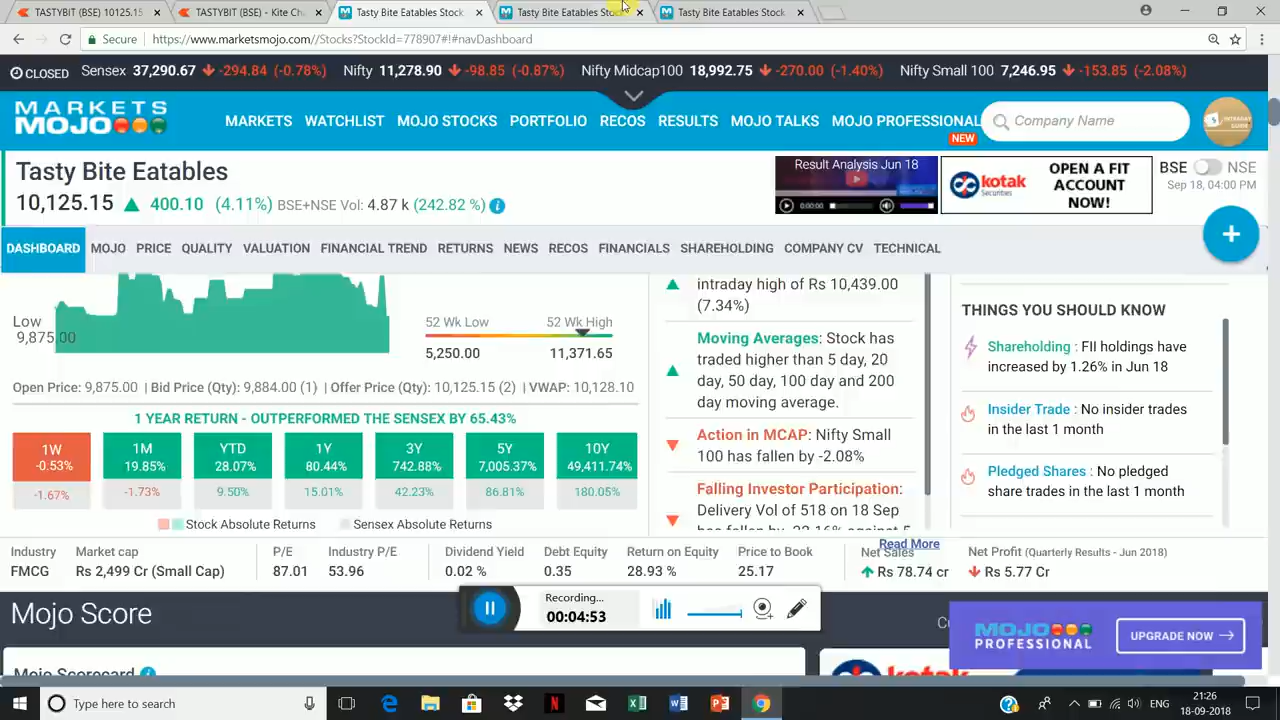 TASTYBIT (BSE) 10125.15
TASTYBIT (BSE) - Kite Ch
Tasty Bite Eatables Stock
Tasty Bite Eatables Stoc
Tasty Bite Eatables Stock
Secure https://www.marketsmojo.com//Stocks?StockId=778907#!#navDashboard
CLOSED Sensex 37,290.67 -294.84 (-0.78%) Nifty 11,278.90 -98.85 (-0.87%) Nifty Midcap100 18,992.75 -270.00 (-1.40%) Nifty Small 100 7,246.95 -153.85 (-2.08%)
MARKETS
MOJO
MARKETS WATCHLIST MOJO STOCKS PORTFOLIO RECOS RESULTS MOJO TALKS MOJO PROFESSIONAL
NEW
Company Name
Tasty Bite Eatables
10,125.15 400.10 (4.11%) BSE+NSE Vol: 4.87 k (242.82 %)
Result Analysis Jun 18
0:00:00
kotak
Securities
OPEN A FIT
ACCOUNT
NOW!
BSE NSE
Sep 18, 04:00 PM
DASHBOARD MOJO PRICE QUALITY VALUATION FINANCIAL TREND RETURNS NEWS RECOS FINANCIALS SHAREHOLDING COMPANY CV TECHNICAL
Low
9,875.00
52 Wk Low 52 Wk High
5,250.00 11,371.65
Open Price: 9,875.00 | Bid Price (Qty): 9,884.00 (1) | Offer Price (Qty): 10,125.15 (2) | VWAP: 10,128.10
1 YEAR RETURN - OUTPERFORMED THE SENSEX BY 65.43%
1W 1M YTD 1Y 3Y 5Y 10Y
-0.53% 19.85% 28.07% 80.44% 742.88% 7,005.37% 49,411.74%
-1.67% -1.73% 9.50% 15.01% 42.23% 86.81% 180.05%
Stock Absolute Returns Sensex Absolute Returns
intraday high of Rs 10,439.00
(7.34%)
Moving Averages: Stock has
traded higher than 5 day, 20
day, 50 day, 100 day and 200
day moving average.
Action in MCAP: Nifty Small
100 has fallen by -2.08%
Falling Investor Participation:
Delivery Vol of 518 on 18 Sep
Read More
THINGS YOU SHOULD KNOW
Shareholding : FII holdings have
increased by 1.26% in Jun 18
Insider Trade : No insider trades
in the last 1 month
Pledged Shares : No pledged
share trades in the last 1 month
Industry Market cap P/E Industry P/E Dividend Yield Debt Equity Return on Equity Price to Book Net Sales Net Profit (Quarterly Results - Jun 2018)
FMCG Rs 2,499 Cr (Small Cap) 87.01 53.96 0.02 % 0.35 28.93 % 25.17 Rs 78.74 cr Rs 5.77 Cr
Recording...
00:04:53
Mojo Score
Mojo Scorecard
kotak
MOJO
PROFESSIONAL
UPGRADE NOW
Type here to search
ENG
21:26
18-09-2018